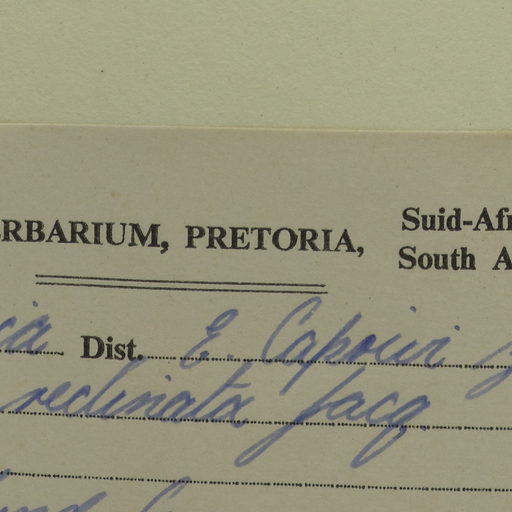 ERBARIUM, PRETORIA,
Suid-Afr
South A
Dist. E. Caprivi
reclinata Jacq.